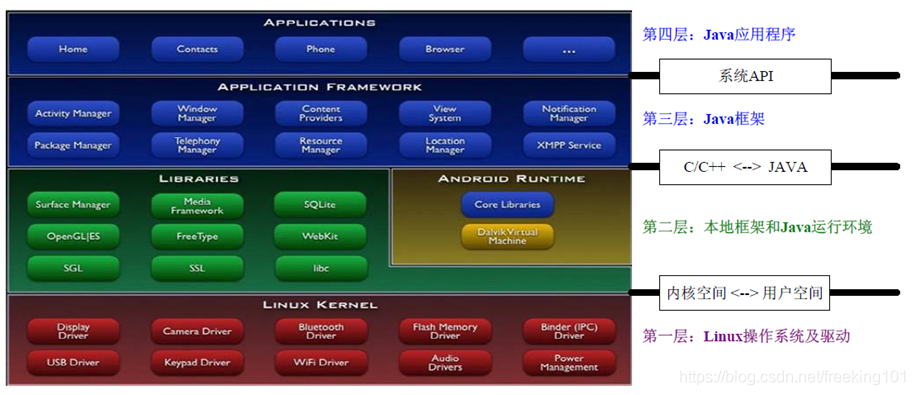 APPLICATIONS
Home
Contacts
Phone
Browser
...
第四层：Java应用程序
系统API
APPLICATION FRAMEWORK
Activity Manager
Window
Manager
Content
Providers
View
System
Notification
Manager
Package Manager
Telephony
Manager
Resource
Manager
Location
Manager
XMPP Service
第三层：Java框架
C/C++ <--> JAVA
LIBRARIES
Surface Manager
Media
Framework
SQLite
OpenGL|ES
FreeType
WebKit
SGL
SSL
libc
ANDROID RUNTIME
Core Libraries
Dalvik Virtual
Machine
第二层：本地框架和Java运行环境
内核空间 <--> 用户空间
LINUX KERNEL
Display
Driver
Camera Driver
Bluetooth
Driver
Flash Memory
Driver
Binder (IPC)
Driver
USB Driver
Keypad Driver
WiFi Driver
Audio
Drivers
Power
Management
第一层：Linux操作系统及驱动
https://blog.csdn.net/freeking101